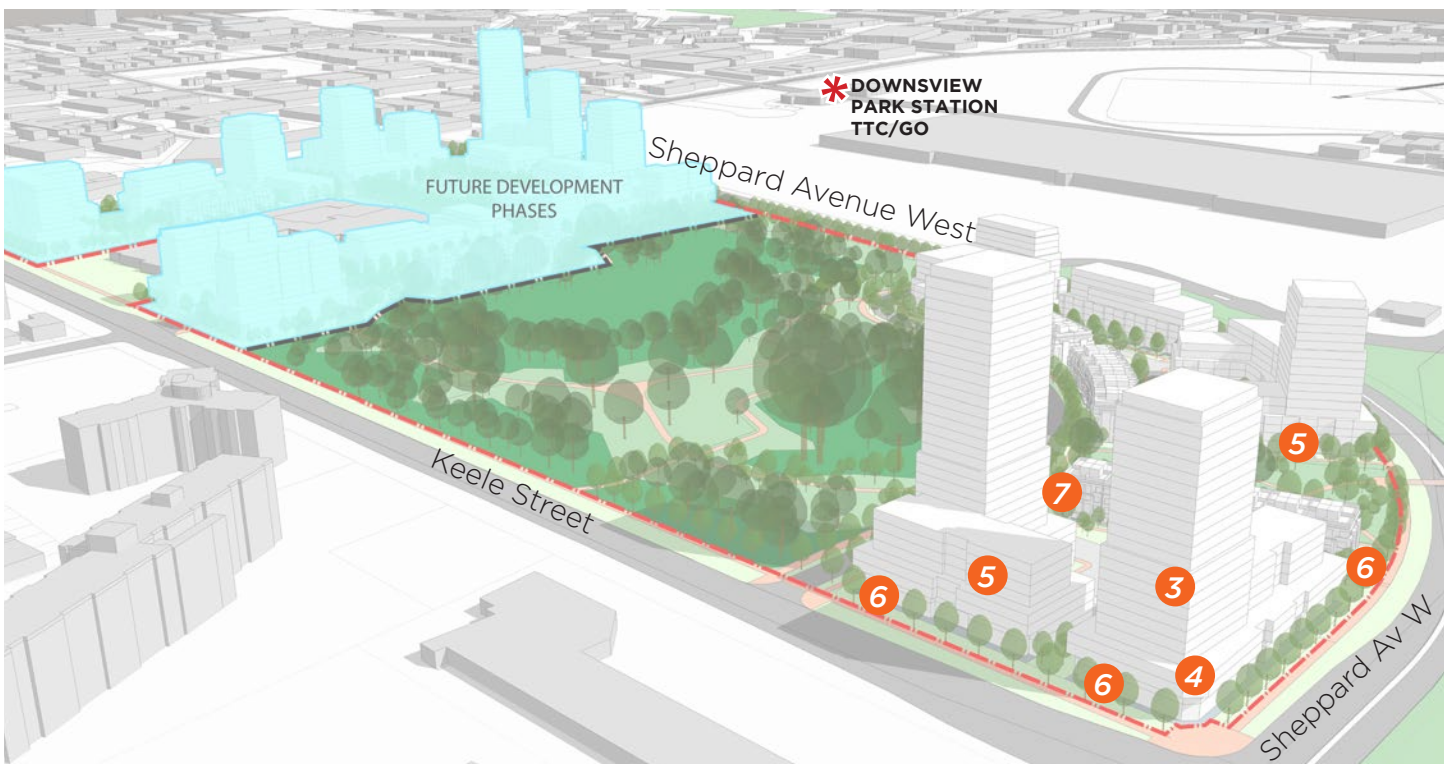 DOWNSVIEW
PARK STATION
TTC/GO
Sheppard Avenue West
FUTURE DEVELOPMENT
PHASES
Keele Street
5
7
5
3
6
6
6
4
Sheppard Av W